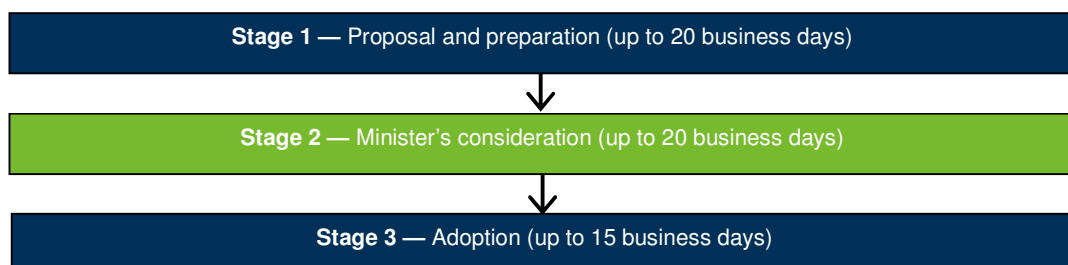 Stage 1 — Proposal and preparation (up to 20 business days)
Stage 2 — Minister’s consideration (up to 20 business days)
Stage 3 — Adoption (up to 15 business days)